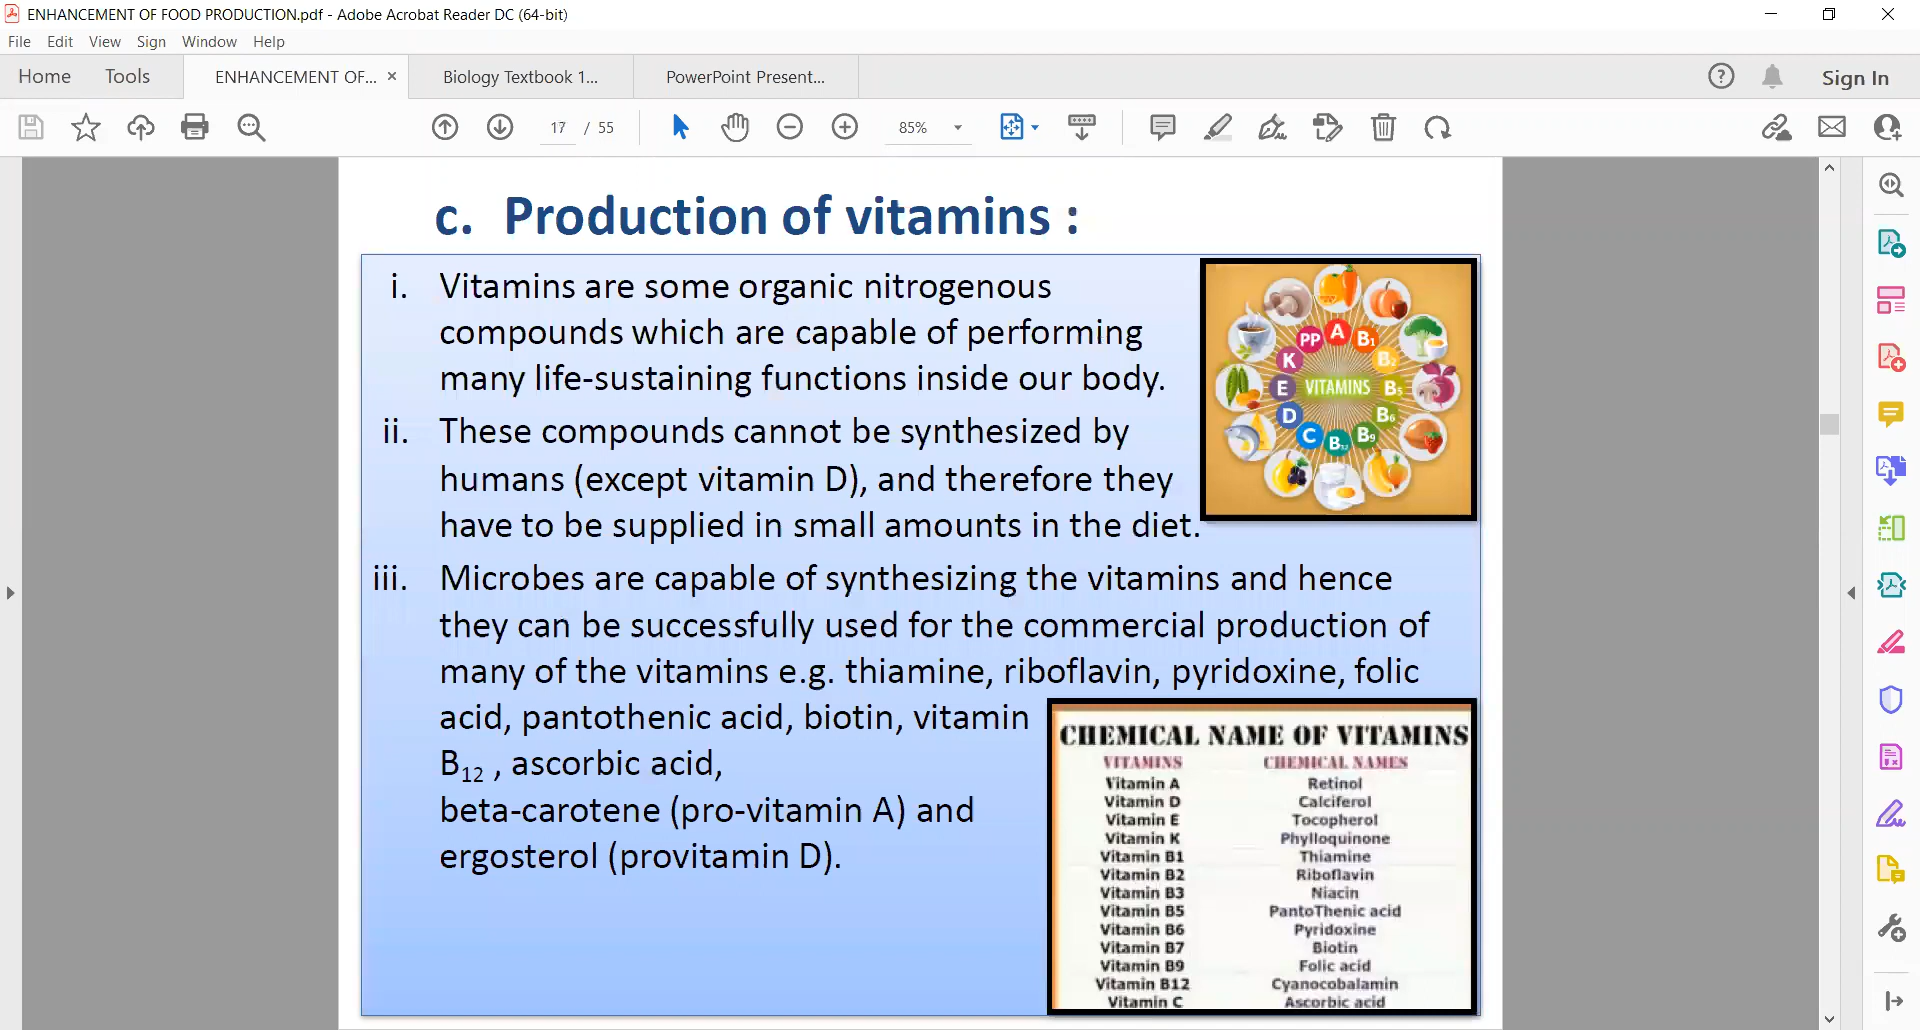 ENHANCEMENT OF FOOD PRODUCTION.pdf - Adobe Acrobat Reader DC (64-bit)
File Edit View Sign Window Help
Home Tools ENHANCEMENT OF... × Biology Textbook 1... PowerPoint Present... Sign In
17 / 55 85%
c. Production of vitamins :
i. Vitamins are some organic nitrogenous
compounds which are capable of performing
many life-sustaining functions inside our body.
ii. These compounds cannot be synthesized by
humans (except vitamin D), and therefore they
have to be supplied in small amounts in the diet.
iii. Microbes are capable of synthesizing the vitamins and hence
they can be successfully used for the commercial production of
many of the vitamins e.g. thiamine, riboflavin, pyridoxine, folic
acid, pantothenic acid, biotin, vitamin
B₁₂ , ascorbic acid,
beta-carotene (pro-vitamin A) and
ergosterol (provitamin D).
VITAMINS
A
B₁
B₂
B₅
B₆
B₉
B₁₂
C
D
E
K
PP
CHEMICAL NAME OF VITAMINS
VITAMINS CHEMICAL NAMES
Vitamin A Retinol
Vitamin D Calciferol
Vitamin E Tocopherol
Vitamin K Phylloquinone
Vitamin B1 Thiamine
Vitamin B2 Riboflavin
Vitamin B3 Niacin
Vitamin B5 PantoThenic acid
Vitamin B6 Pyridoxine
Vitamin B7 Biotin
Vitamin B9 Folic acid
Vitamin B12 Cyanocobalamin
Vitamin C Ascorbic acid